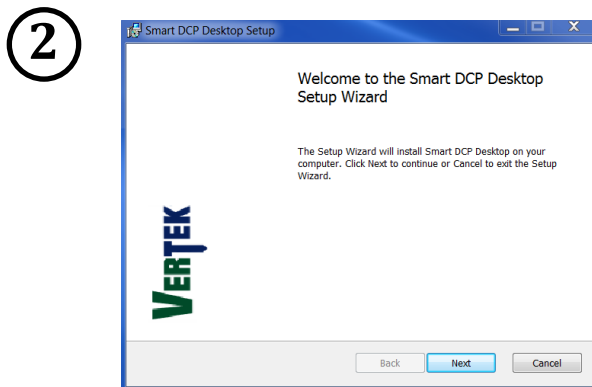 2
Smart DCP Desktop Setup
Welcome to the Smart DCP Desktop
Setup Wizard
The Setup Wizard will install Smart DCP Desktop on your
computer. Click Next to continue or Cancel to exit the Setup
Wizard.
VERTEK
Back Next Cancel